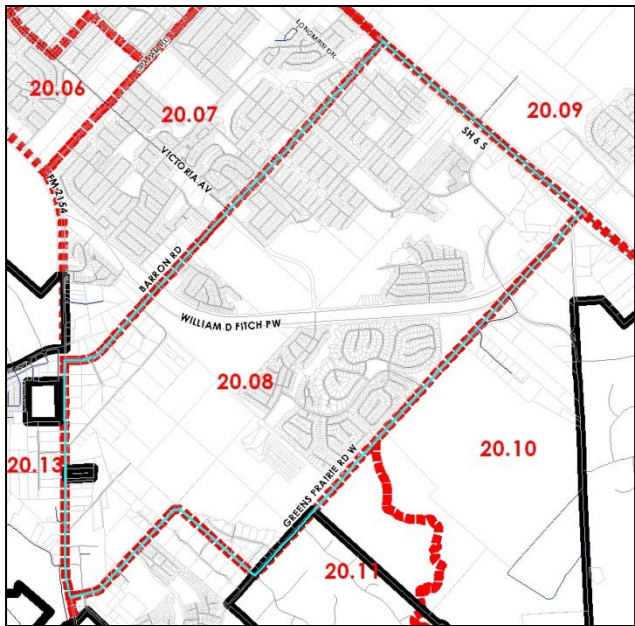 LONGMIRE DR
20.06
20.07
20.09
SH 6 S
VICTORIA AV
FM 2154
BARRON RD
WILLIAM D FITCH PW
20.08
20.13
20.10
GREENS PRAIRIE RD W
20.11